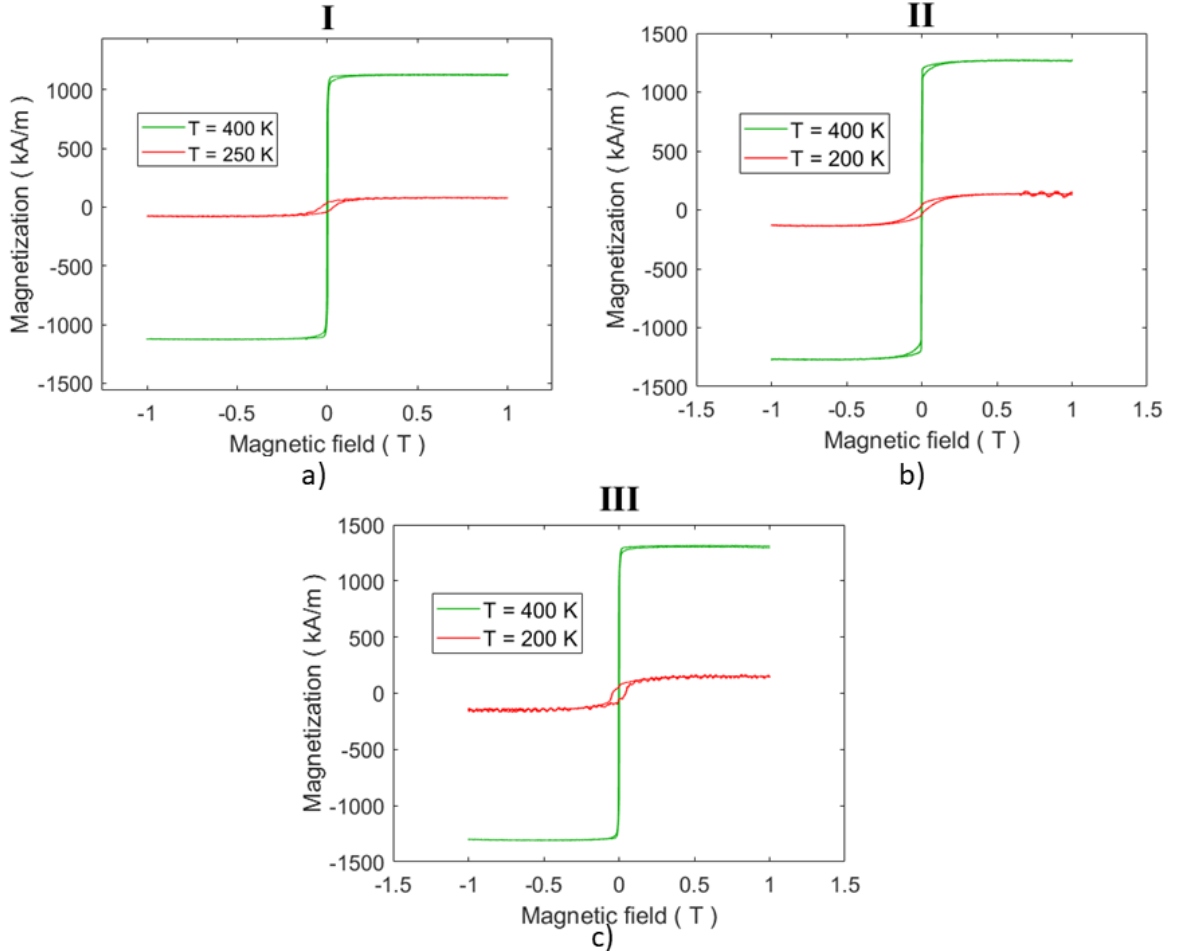 I
1000
500
0
-500
-1000
-1500
Magnetization ( kA/m )
T = 400 K
T = 250 K
-1 -0.5 0 0.5 1
Magnetic field ( T )
a)
II
1500
1000
500
0
-500
-1000
-1500
Magnetization ( kA/m )
T = 400 K
T = 200 K
-1.5 -1 -0.5 0 0.5 1 1.5
Magnetic field ( T )
b)
III
1500
1000
500
0
-500
-1000
-1500
Magnetization ( kA/m )
T = 400 K
T = 200 K
-1.5 -1 -0.5 0 0.5 1 1.5
Magnetic field ( T )
c)